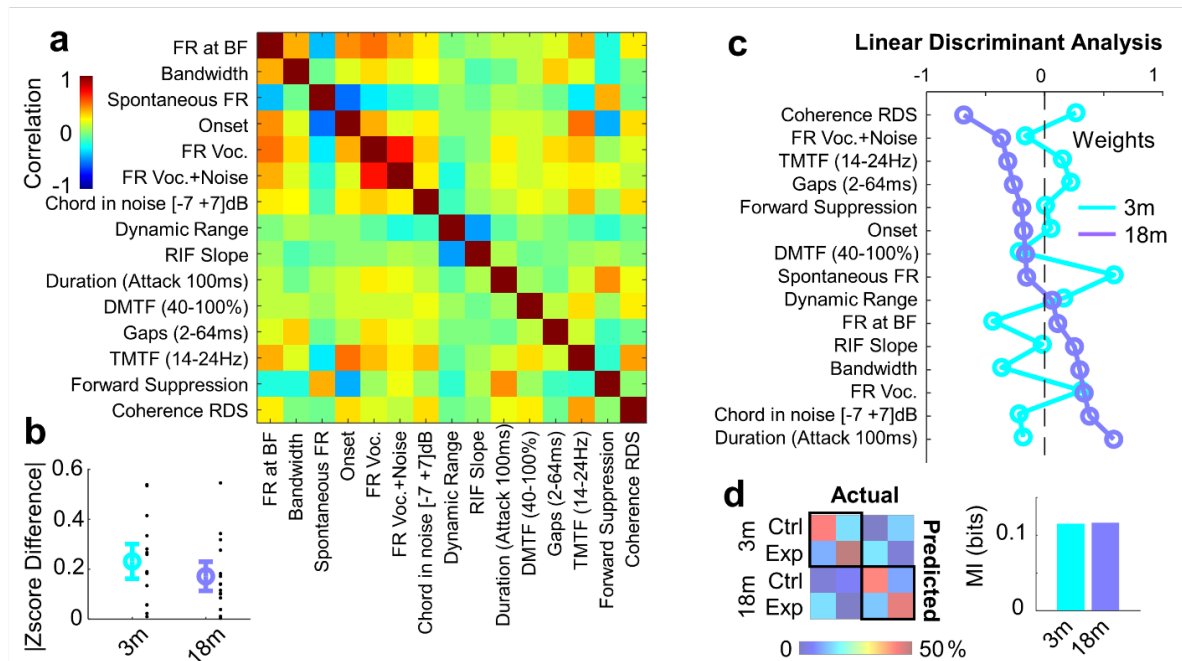 a
FR at BF
Bandwidth
Spontaneous FR
Onset
FR Voc.
FR Voc.+Noise
Chord in noise [-7 +7]dB
Dynamic Range
RIF Slope
Duration (Attack 100ms)
DMTF (40-100%)
Gaps (2-64ms)
TMTF (14-24Hz)
Forward Suppression
Coherence RDS
Correlation
1
0
-1
FR at BF
Bandwidth
Spontaneous FR
Onset
FR Voc.
FR Voc.+Noise
Chord in noise [-7 +7]dB
Dynamic Range
RIF Slope
Duration (Attack 100ms)
DMTF (40-100%)
Gaps (2-64ms)
TMTF (14-24Hz)
Forward Suppression
Coherence RDS
b
|Zscore Difference|
0.6
0.4
0.2
0
3m
18m
c
Linear Discriminant Analysis
-1 0 1
Coherence RDS
FR Voc.+Noise
TMTF (14-24Hz)
Gaps (2-64ms)
Forward Suppression
Onset
DMTF (40-100%)
Spontaneous FR
Dynamic Range
FR at BF
RIF Slope
Bandwidth
FR Voc.
Chord in noise [-7 +7]dB
Duration (Attack 100ms)
Weights
3m
18m
d
Actual
Predicted
3m
Ctrl
Exp
18m
Ctrl
Exp
0 50 %
MI (bits)
0.1
0
3m
18m